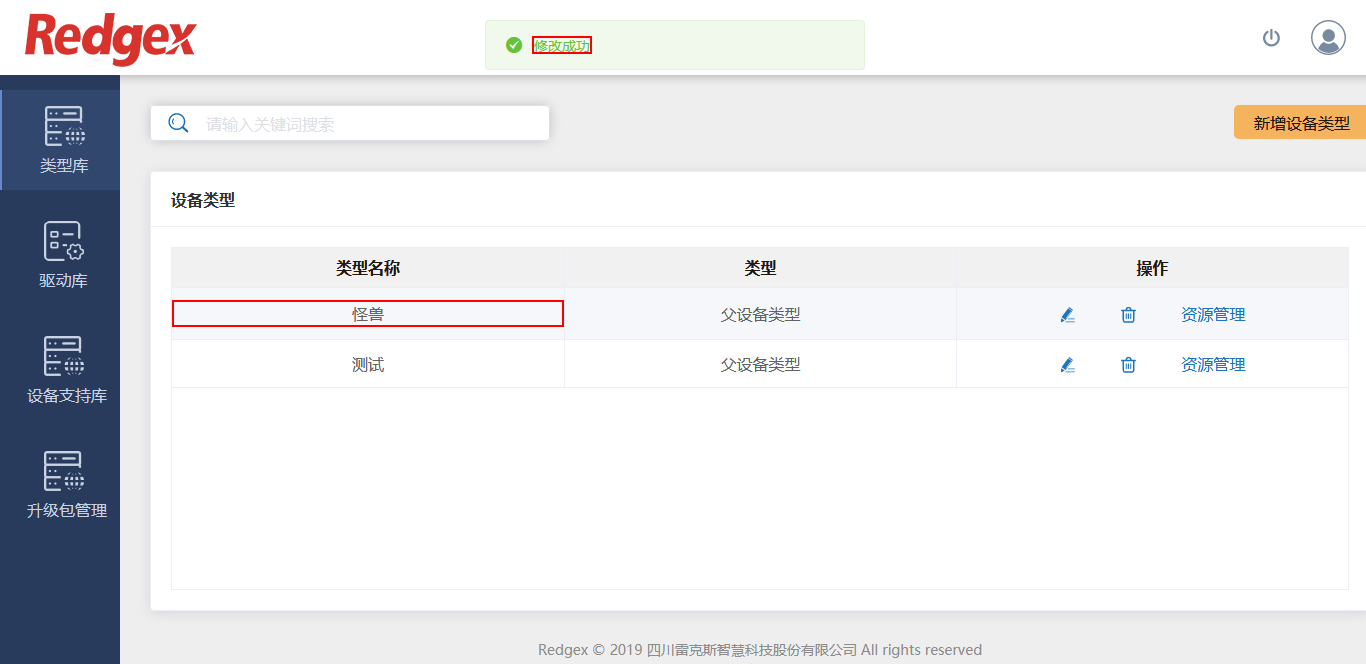 Redgex
修改成功
类型库
驱动库
设备支持库
升级包管理
请输入关键词搜索
新增设备类型
设备类型
类型名称 类型 操作
怪兽 父设备类型 资源管理
测试 父设备类型 资源管理
Redgex © 2019 四川雷克斯智慧科技股份有限公司 All rights reserved